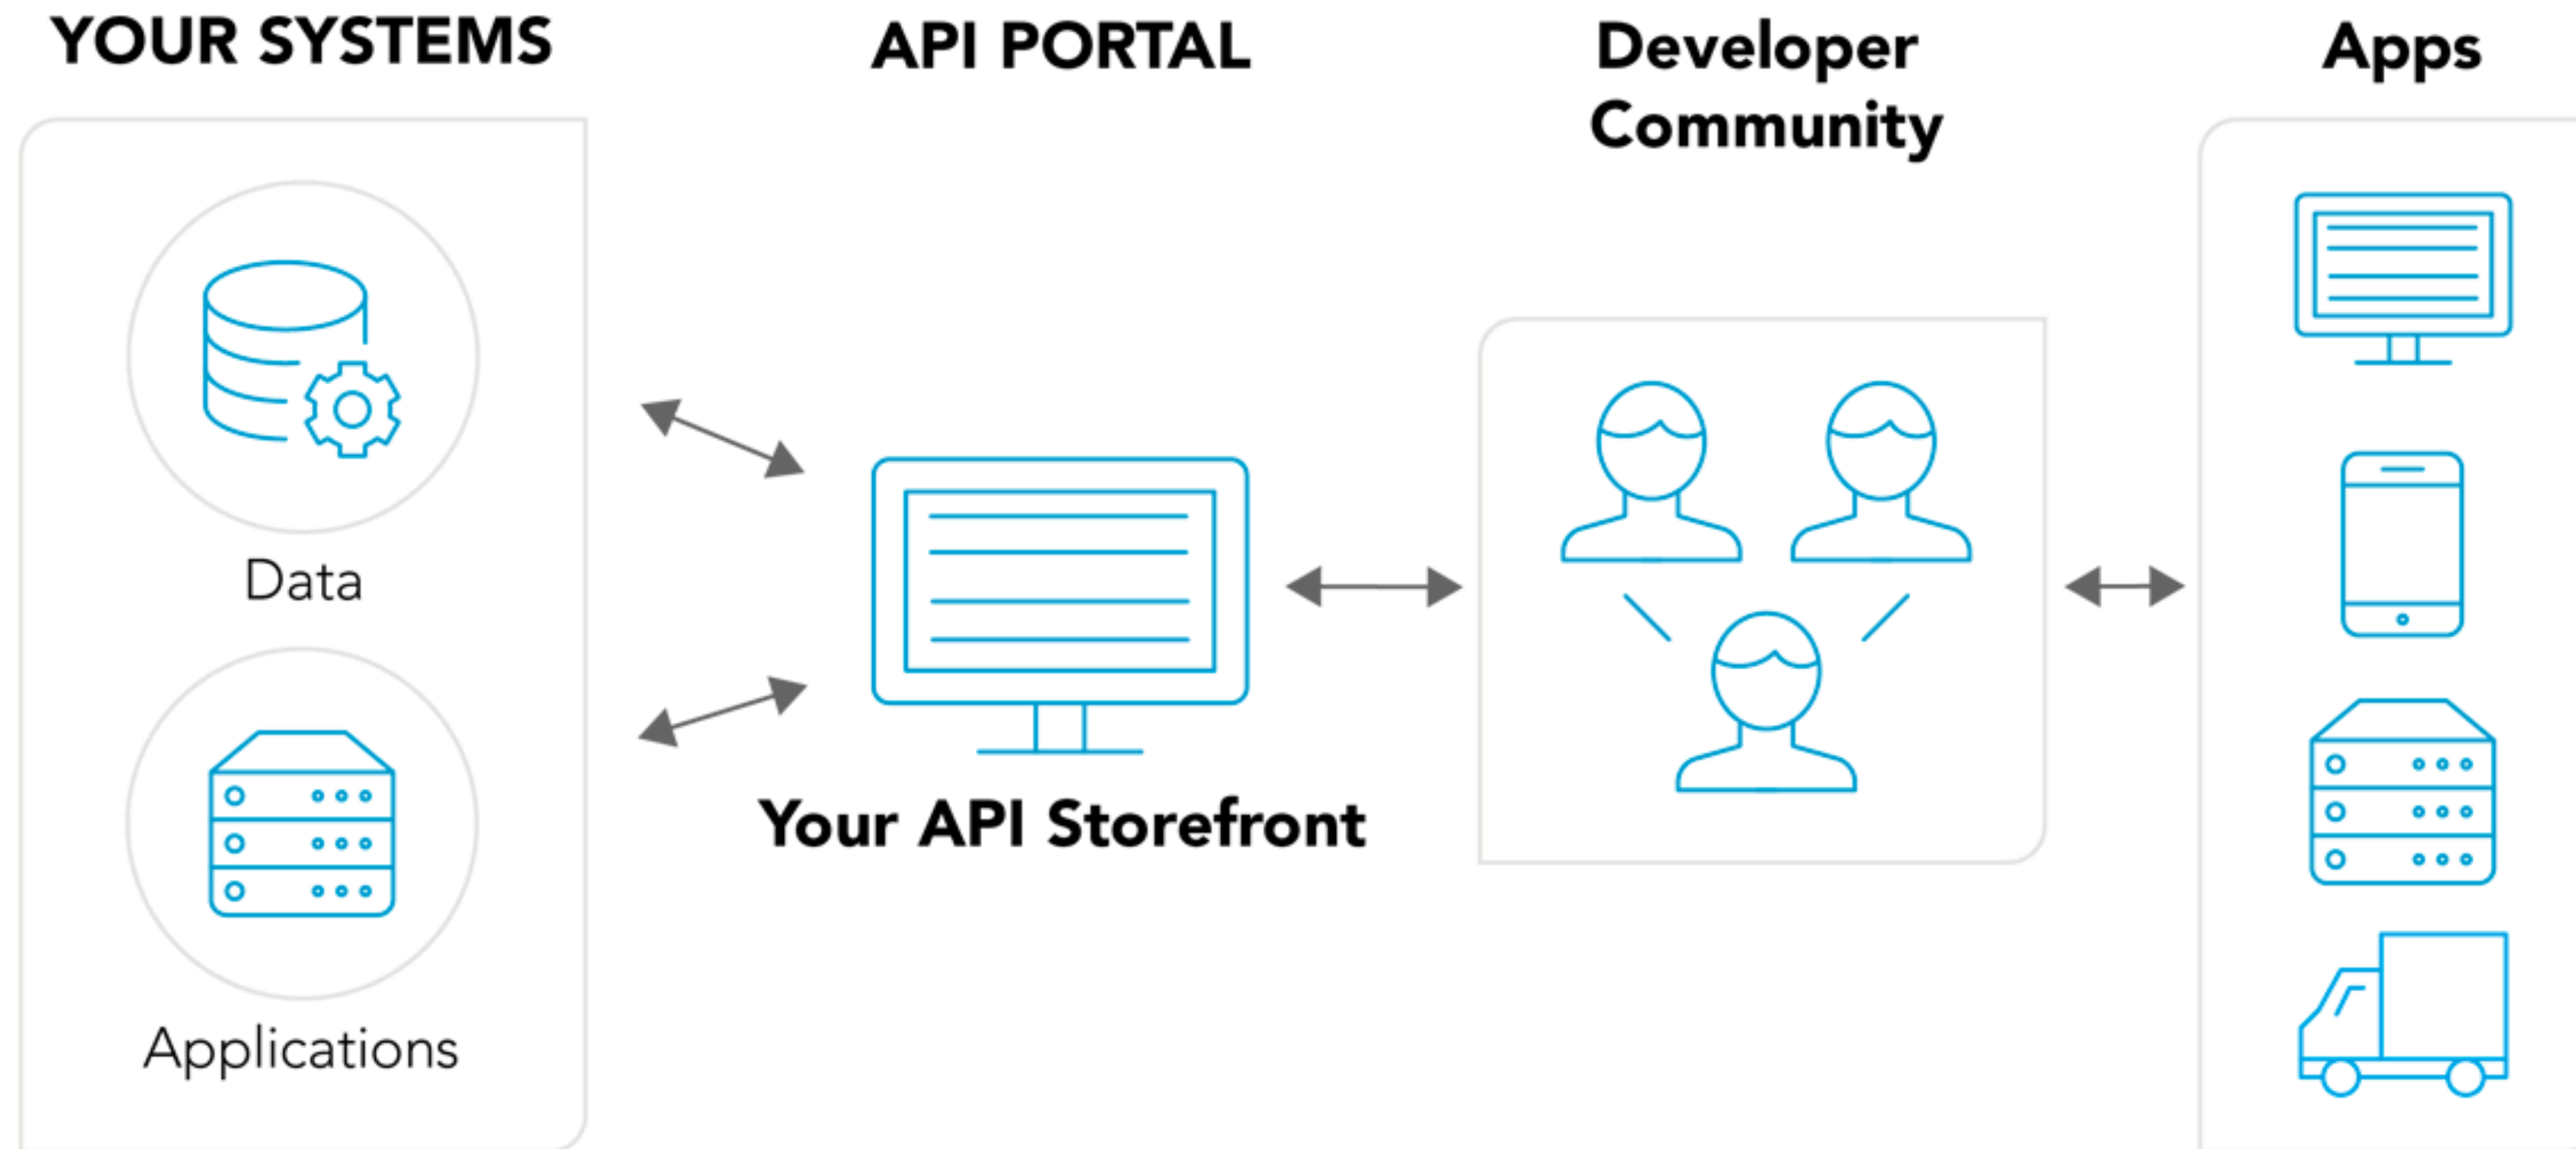 YOUR SYSTEMS
API PORTAL
Developer
Community
Apps
Data
Your API Storefront
Applications